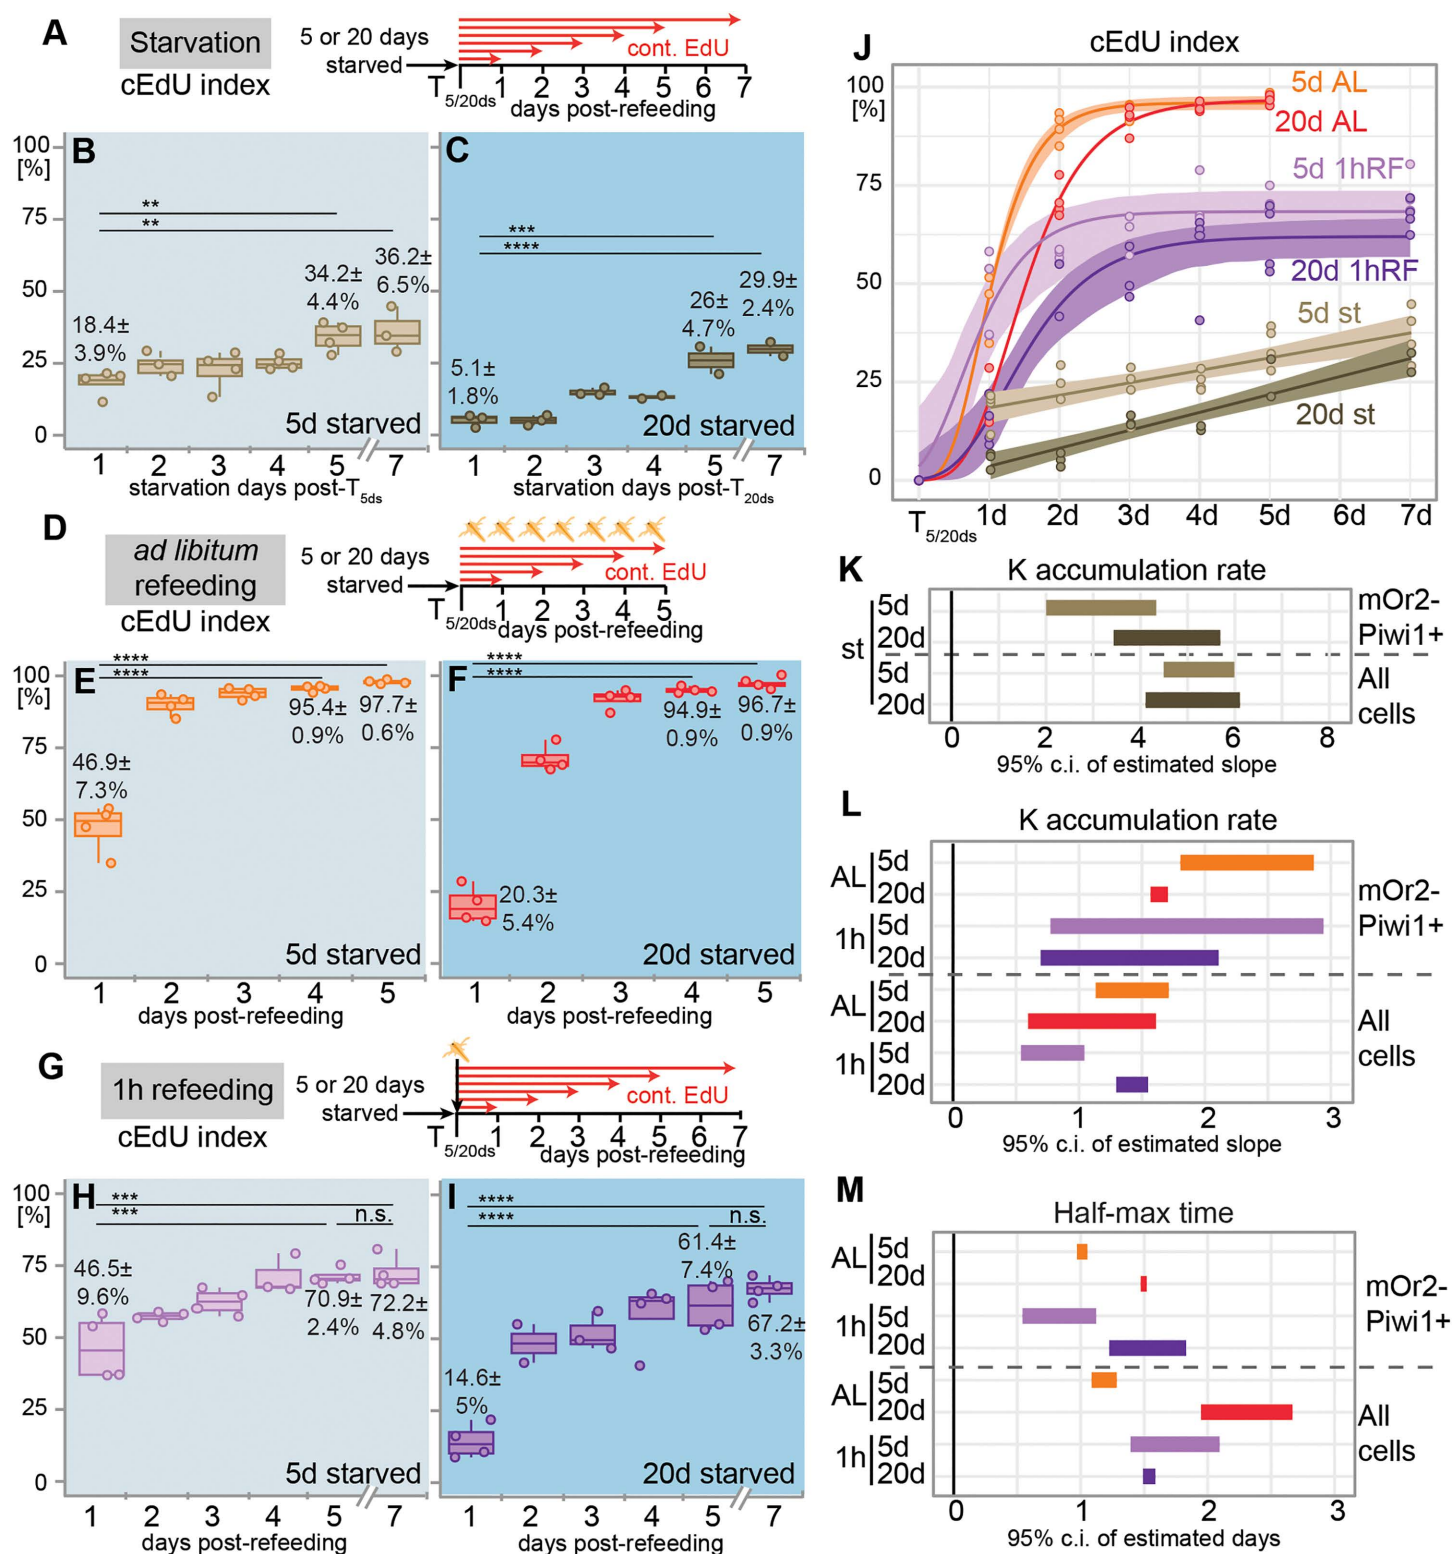 A
Starvation
cEdU index
5 or 20 days
starved
cont. EdU
T 5/20ds 1 2 3 4 5 6 7
days post-refeeding
B
100
[%]
75
50
25
0
**
**
18.4±
3.9%
34.2±
4.4%
36.2±
6.5%
5d starved
1 2 3 4 5 7
starvation days post-T5ds
C
***
****
5.1±
1.8%
26±
4.7%
29.9±
2.4%
20d starved
1 2 3 4 5 7
starvation days post-T20ds
D
ad libitum
refeeding
cEdU index
5 or 20 days
starved
cont. EdU
T 5/20ds 1 2 3 4 5
days post-refeeding
E
100
[%]
75
50
25
0
****
****
46.9±
7.3%
95.4±
0.9%
97.7±
0.6%
5d starved
1 2 3 4 5
days post-refeeding
F
****
****
20.3±
5.4%
94.9±
0.9%
96.7±
0.9%
20d starved
1 2 3 4 5
days post-refeeding
G
1h refeeding
cEdU index
5 or 20 days
starved
cont. EdU
T 5/20ds 1 2 3 4 5 6 7
days post-refeeding
H
100
[%]
75
50
25
0
***
***
n.s.
46.5±
9.6%
70.9±
2.4%
72.2±
4.8%
5d starved
1 2 3 4 5 7
days post-refeeding
I
****
****
n.s.
14.6±
5%
61.4±
7.4%
67.2±
3.3%
20d starved
1 2 3 4 5 7
days post-refeeding
J
cEdU index
100
[%]
75
50
25
0
5d AL
20d AL
5d 1hRF
20d 1hRF
5d st
20d st
T5/20ds 1d 2d 3d 4d 5d 7d
K
K accumulation rate
st
5d
20d
5d
20d
mOr2-
Piwi1+
All
cells
0 2 4 6 8
95% c.i. of estimated slope
L
K accumulation rate
AL 5d
20d
1h 5d
20d
mOr2-
Piwi1+
AL 5d
20d
1h 5d
20d
All
cells
0 1 2 3
95% c.i. of estimated slope
M
Half-max time
AL 5d
20d
1h 5d
20d
mOr2-
Piwi1+
AL 5d
20d
1h 5d
20d
All
cells
0 1 2 3
95% c.i. of estimated days